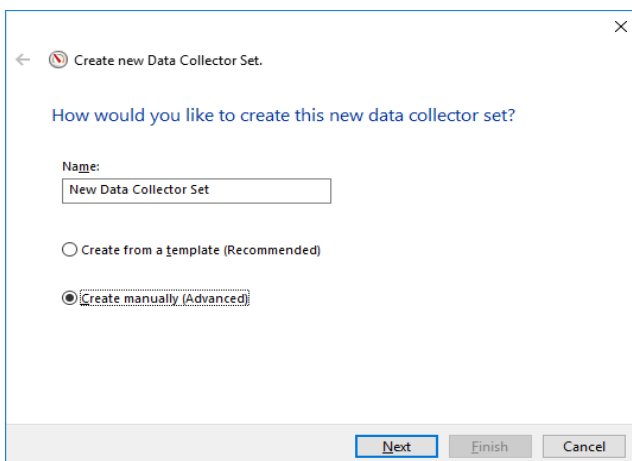 Create new Data Collector Set.
How would you like to create this new data collector set?
Name:
New Data Collector Set
Create from a template (Recommended)
Create manually (Advanced)
Next Finish Cancel